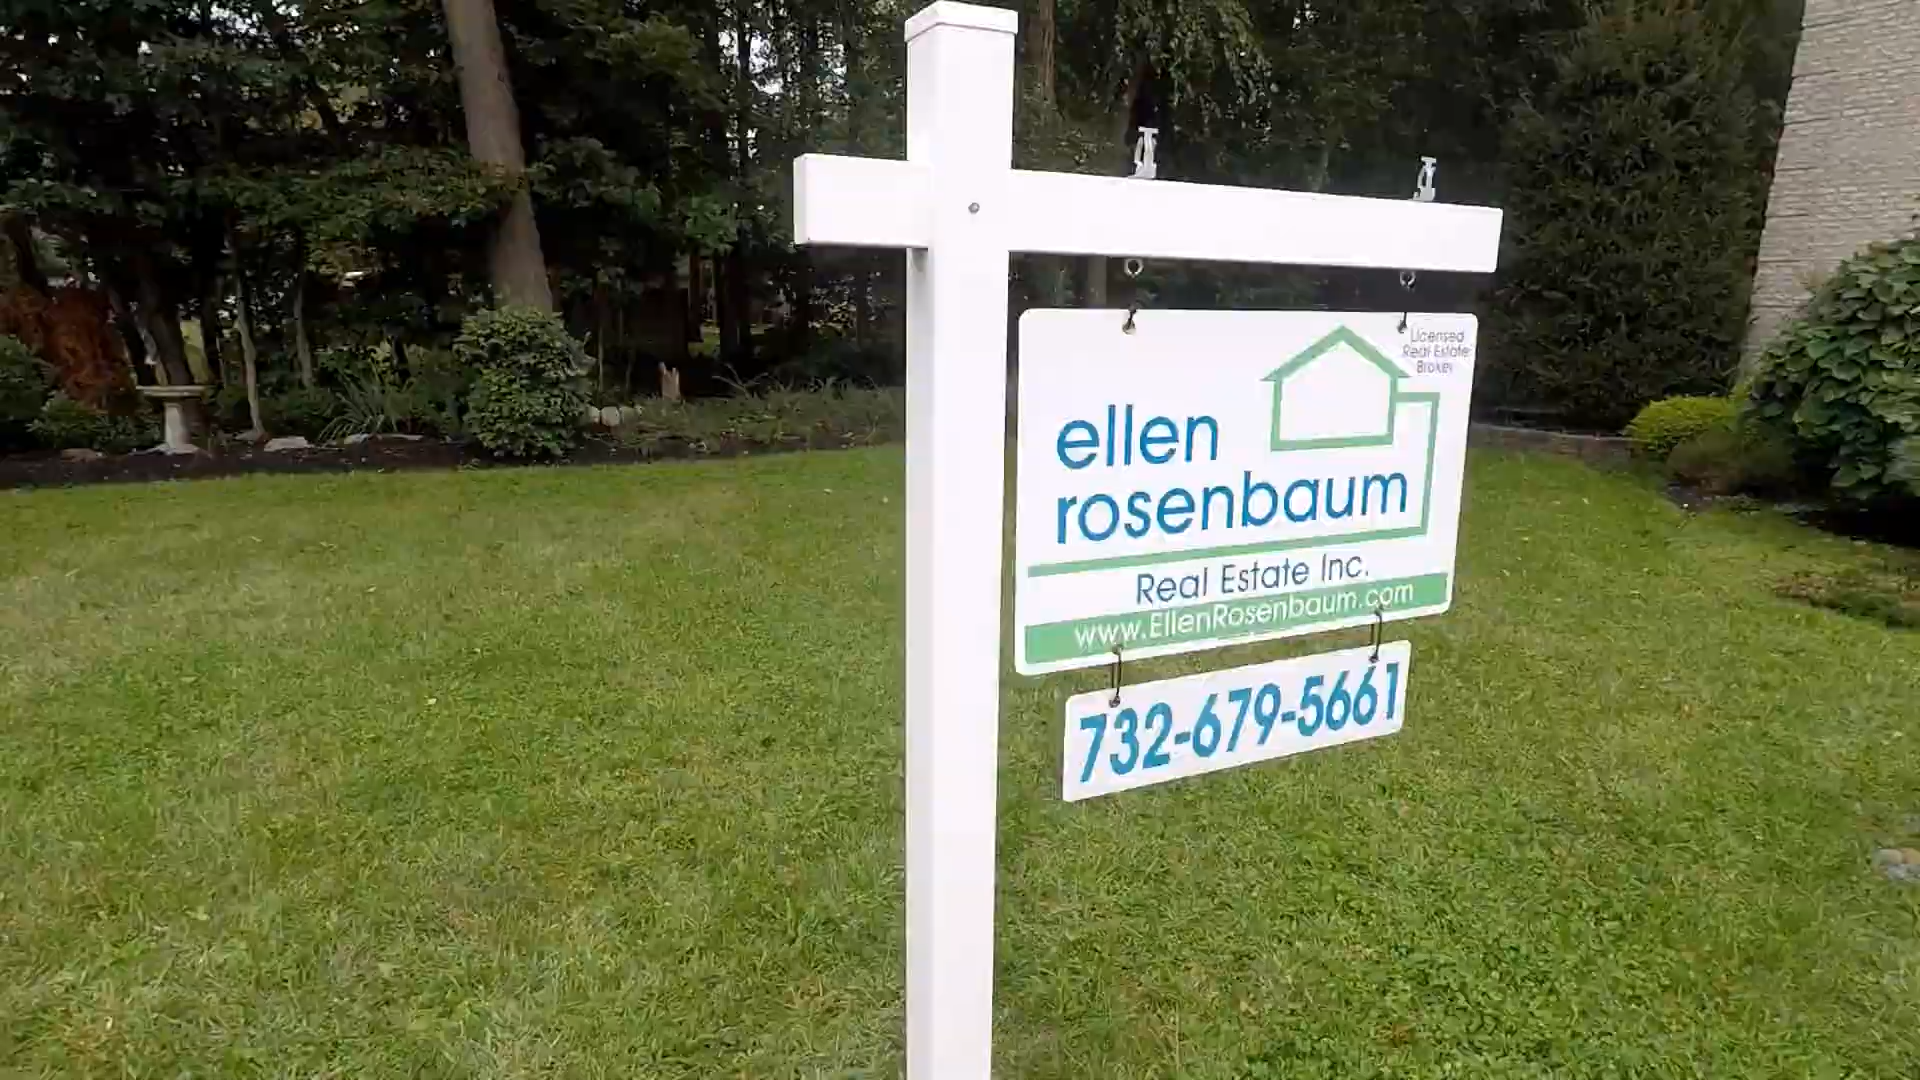 Licensed
Real Estate
Broker
ellen
rosenbaum
Real Estate Inc.
www.EllenRosenbaum.com
732-679-5661